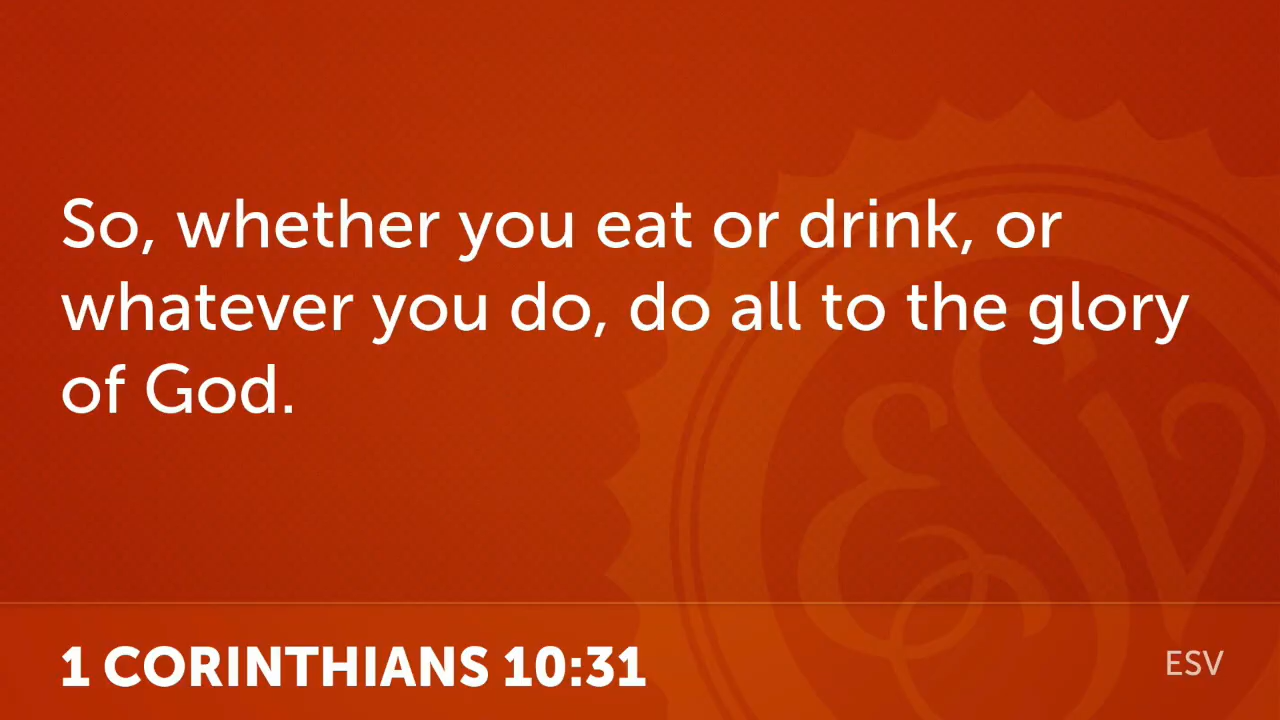 So, whether you eat or drink, or
whatever you do, do all to the glory
of God.
1 CORINTHIANS 10:31
ESV
ESV